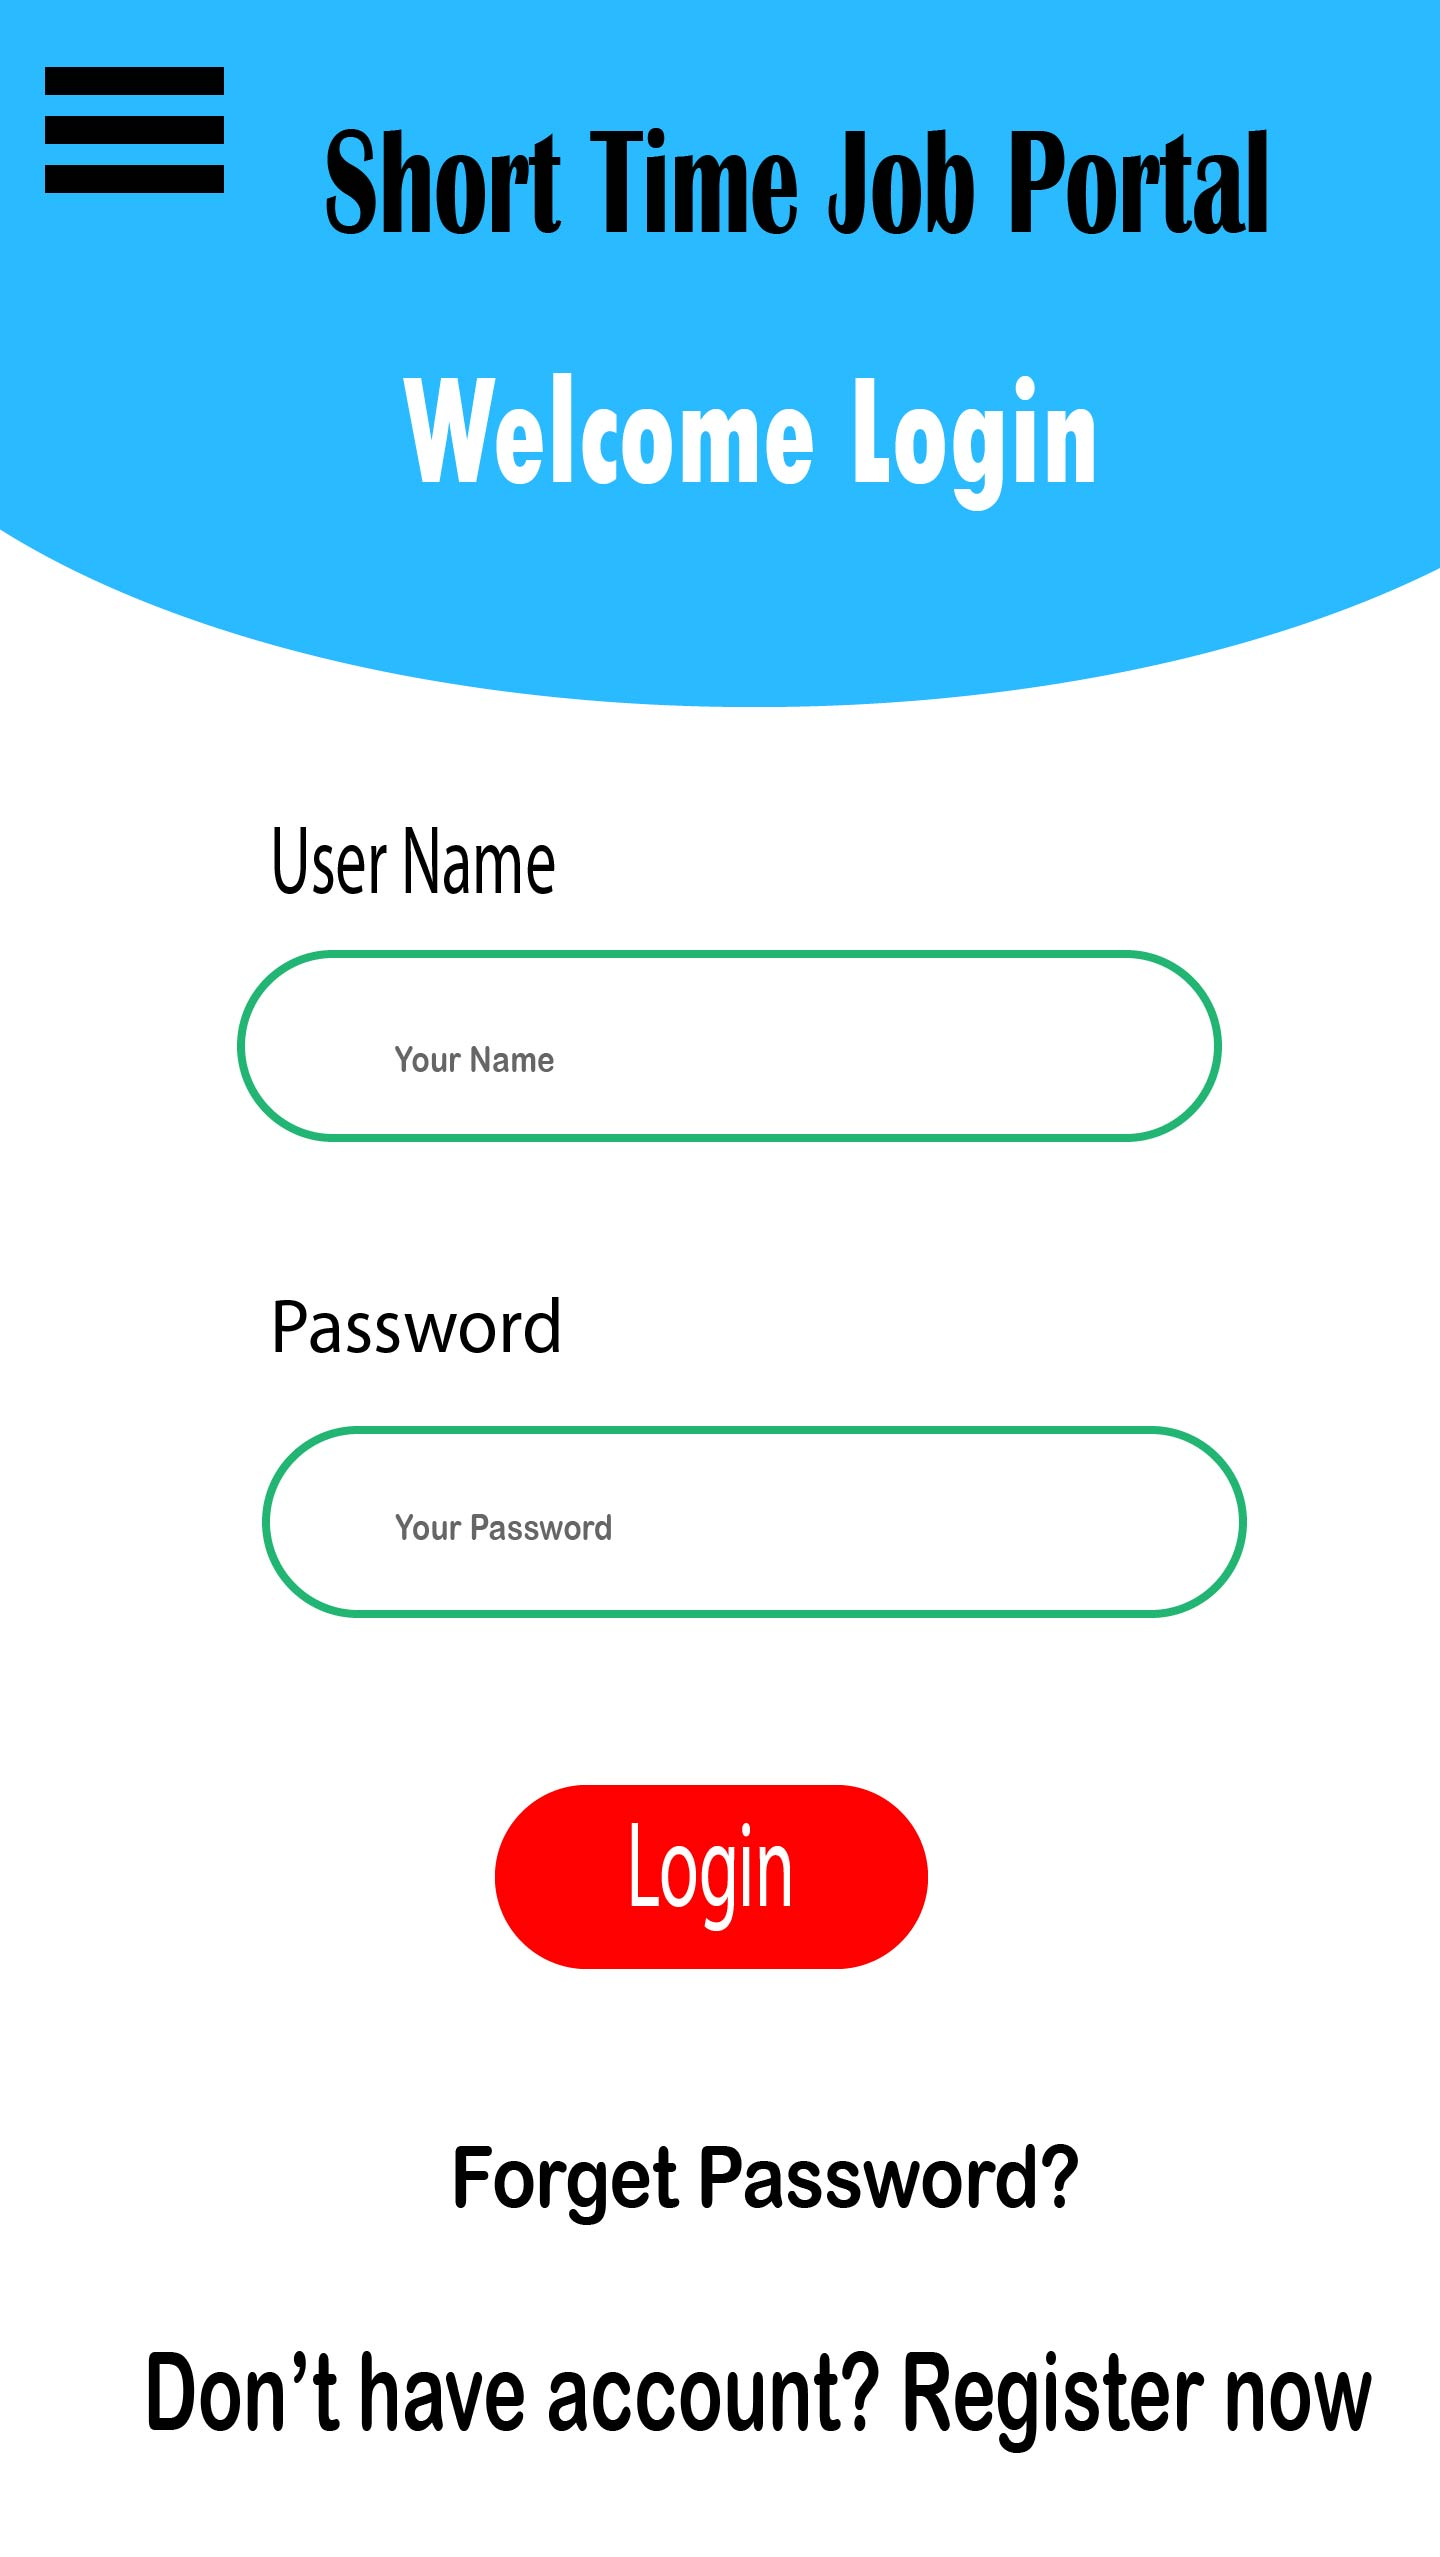 Short Time Job Portal
Welcome Login
User Name
Your Name
Password
Your Password
Login
Forget Password?
Don’t have account? Register now